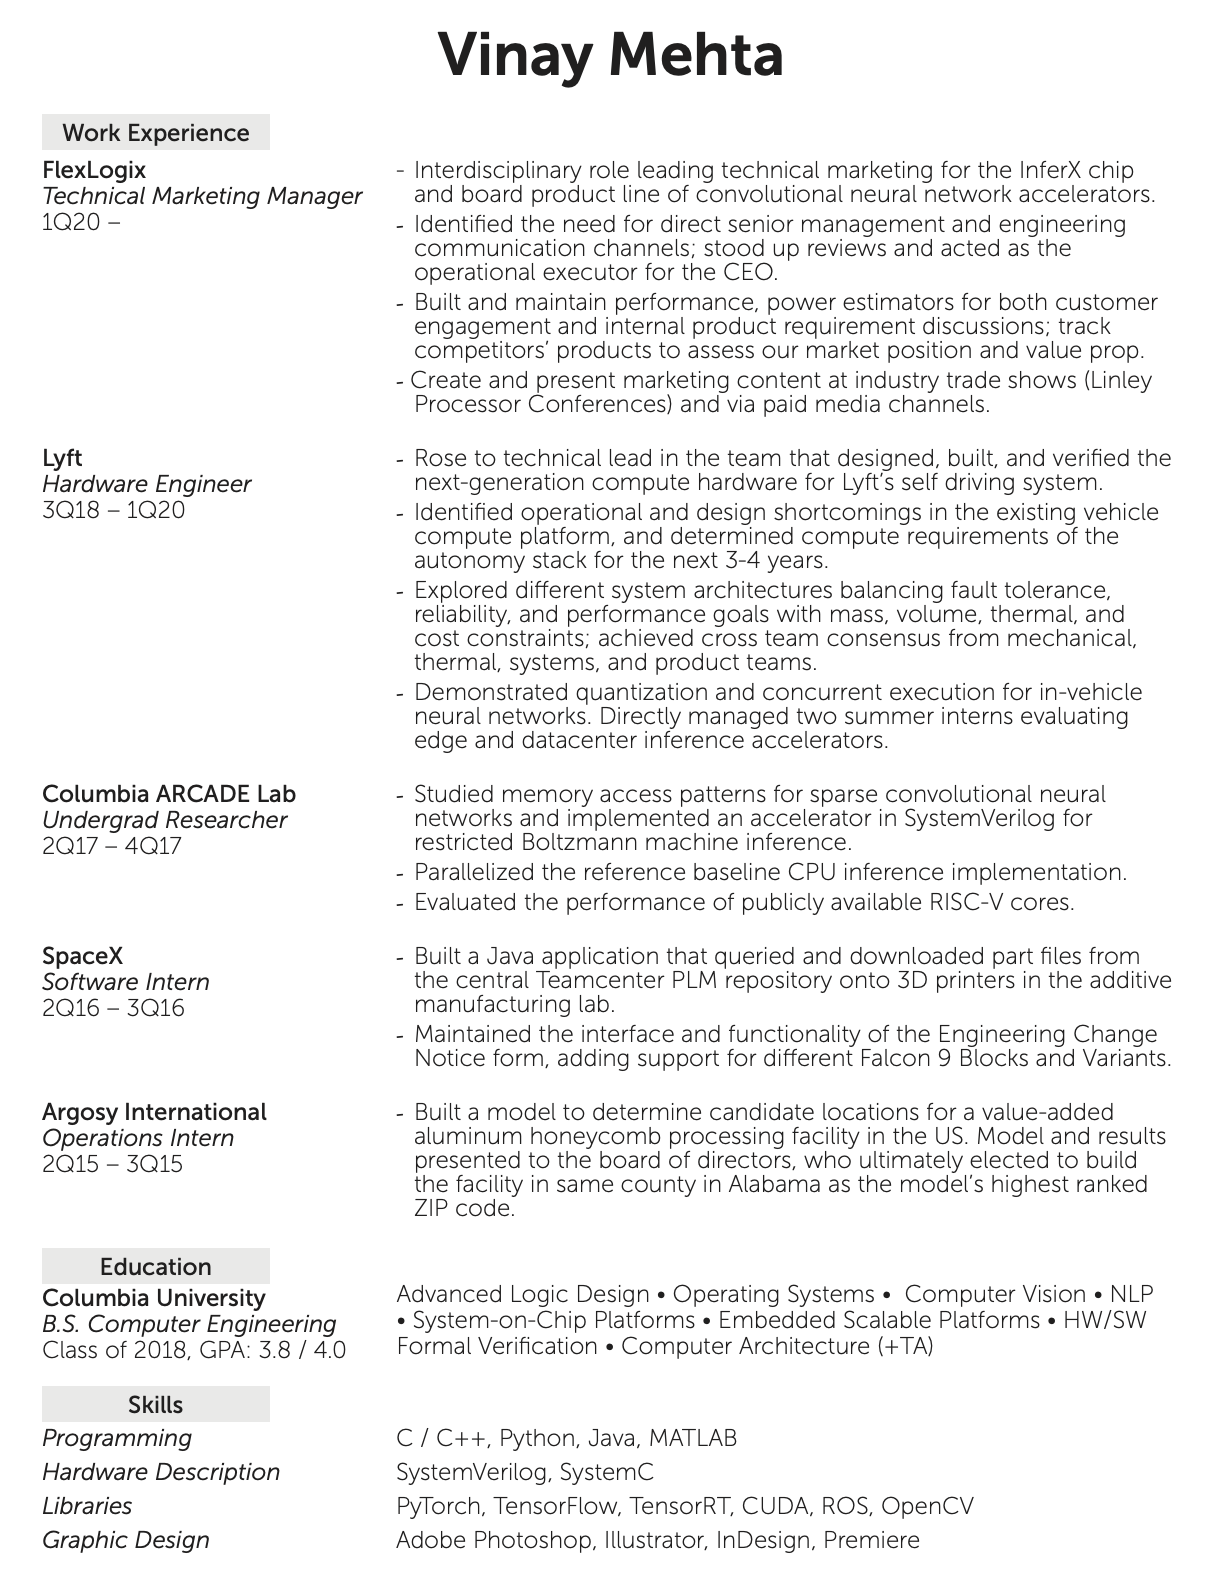 Vinay Mehta
Work Experience
FlexLogix
Technical Marketing Manager
1Q20 –
- Interdisciplinary role leading technical marketing for the InferX chip
and board product line of convolutional neural network accelerators.
- Identified the need for direct senior management and engineering
communication channels; stood up reviews and acted as the
operational executor for the CEO.
- Built and maintain performance, power estimators for both customer
engagement and internal product requirement discussions; track
competitors’ products to assess our market position and value prop.
- Create and present marketing content at industry trade shows (Linley
Processor Conferences) and via paid media channels.
Lyft
Hardware Engineer
3Q18 – 1Q20
- Rose to technical lead in the team that designed, built, and verified the
next-generation compute hardware for Lyft’s self driving system.
- Identified operational and design shortcomings in the existing vehicle
compute platform, and determined compute requirements of the
autonomy stack for the next 3-4 years.
- Explored different system architectures balancing fault tolerance,
reliability, and performance goals with mass, volume, thermal, and
cost constraints; achieved cross team consensus from mechanical,
thermal, systems, and product teams.
- Demonstrated quantization and concurrent execution for in-vehicle
neural networks. Directly managed two summer interns evaluating
edge and datacenter inference accelerators.
Columbia ARCADE Lab
Undergrad Researcher
2Q17 – 4Q17
- Studied memory access patterns for sparse convolutional neural
networks and implemented an accelerator in SystemVerilog for
restricted Boltzmann machine inference.
- Parallelized the reference baseline CPU inference implementation.
- Evaluated the performance of publicly available RISC-V cores.
SpaceX
Software Intern
2Q16 – 3Q16
- Built a Java application that queried and downloaded part files from
the central Teamcenter PLM repository onto 3D printers in the additive
manufacturing lab.
- Maintained the interface and functionality of the Engineering Change
Notice form, adding support for different Falcon 9 Blocks and Variants.
Argosy International
Operations Intern
2Q15 – 3Q15
- Built a model to determine candidate locations for a value-added
aluminum honeycomb processing facility in the US. Model and results
presented to the board of directors, who ultimately elected to build
the facility in same county in Alabama as the model’s highest ranked
ZIP code.
Education
Columbia University
B.S. Computer Engineering
Class of 2018, GPA: 3.8 / 4.0
Advanced Logic Design • Operating Systems • Computer Vision • NLP
• System-on-Chip Platforms • Embedded Scalable Platforms • HW/SW
Formal Verification • Computer Architecture (+TA)
Skills
Programming
C / C++, Python, Java, MATLAB
Hardware Description
SystemVerilog, SystemC
Libraries
PyTorch, TensorFlow, TensorRT, CUDA, ROS, OpenCV
Graphic Design
Adobe Photoshop, Illustrator, InDesign, Premiere